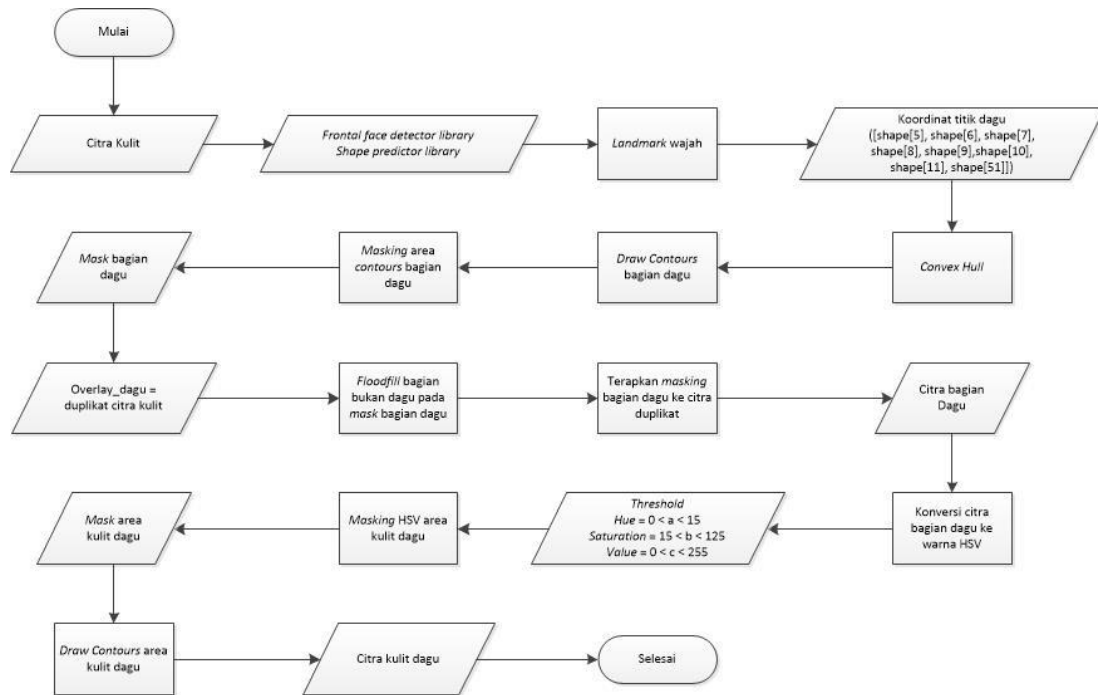 Mulai
Citra Kulit
Frontal face detector library
Shape predictor library
Landmark wajah
Koordinat titik dagu
([shape[5], shape[6], shape[7],
shape[8], shape[9],shape[10],
shape[11], shape[51]])
Convex Hull
Draw Contours
bagian dagu
Masking area
contours bagian
dagu
Mask bagian
dagu
Overlay_dagu =
duplikat citra kulit
Floodfill bagian
bukan dagu pada
mask bagian dagu
Terapkan masking
bagian dagu ke citra
duplikat
Citra bagian
Dagu
Konversi citra
bagian dagu ke
warna HSV
Threshold
Hue = 0 < a < 15
Saturation = 15 < b < 125
Value = 0 < c < 255
Masking HSV area
kulit dagu
Mask area
kulit dagu
Draw Contours area
kulit dagu
Citra kulit dagu
Selesai